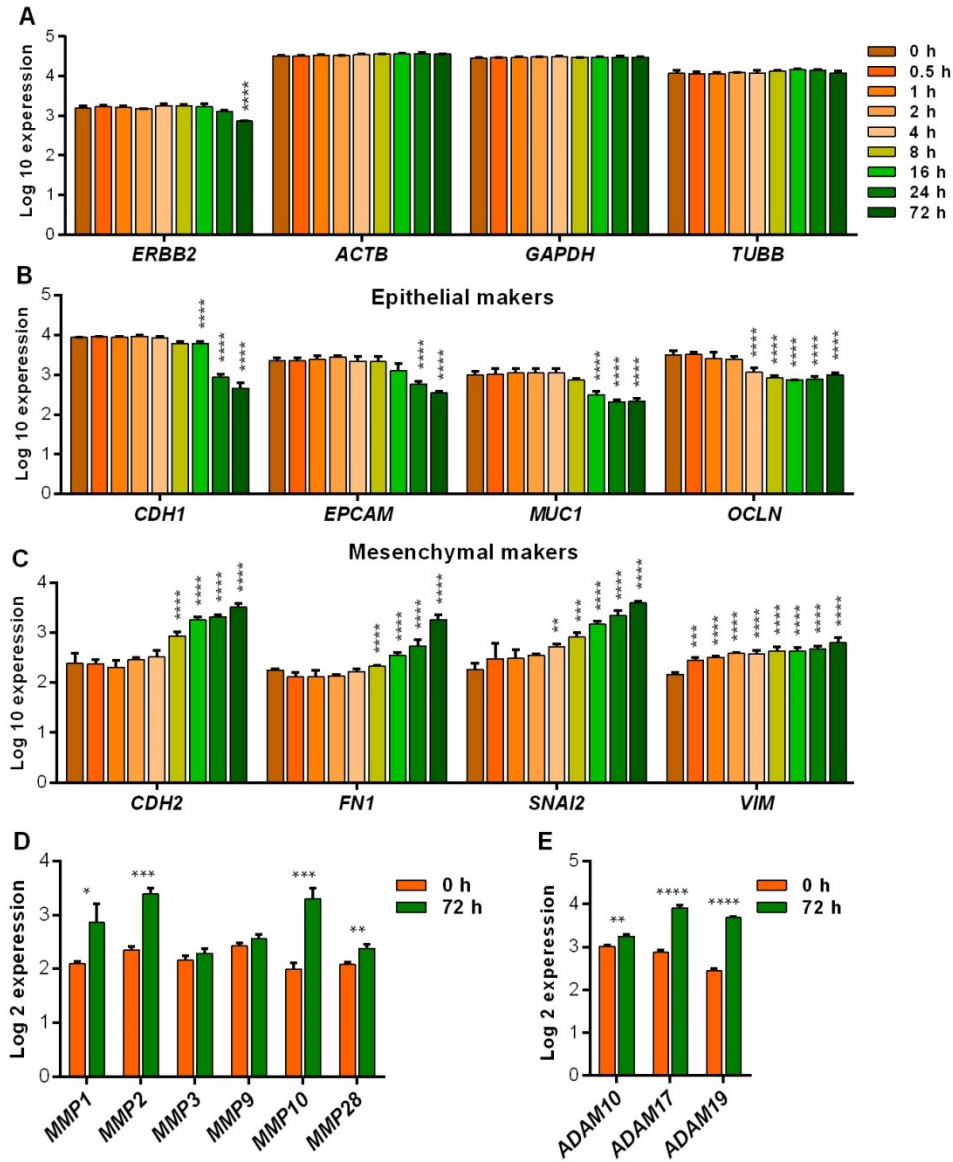 A
Log 10 experession
5
4
3
2
1
0
****
ERBB2 ACTB GAPDH TUBB
0 h
0.5 h
1 h
2 h
4 h
8 h
16 h
24 h
72 h
B
Epithelial makers
Log 10 experession
5
4
3
2
1
0
**** **** **** **** **** **** **** **** **** **** **** **** ****
CDH1 EPCAM MUC1 OCLN
C
Mesenchymal makers
Log 10 experession
4
3
2
1
0
**** **** **** **** **** **** **** **** ** *** **** **** **** *** **** **** **** **** **** **** ****
CDH2 FN1 SNAI2 VIM
D
Log 2 experession
4
3
2
1
0
* *** *** **
0 h
72 h
MMP1 MMP2 MMP3 MMP9 MMP10 MMP28
E
Log 2 experession
5
4
3
2
1
0
** **** ****
0 h
72 h
ADAM10 ADAM17 ADAM19